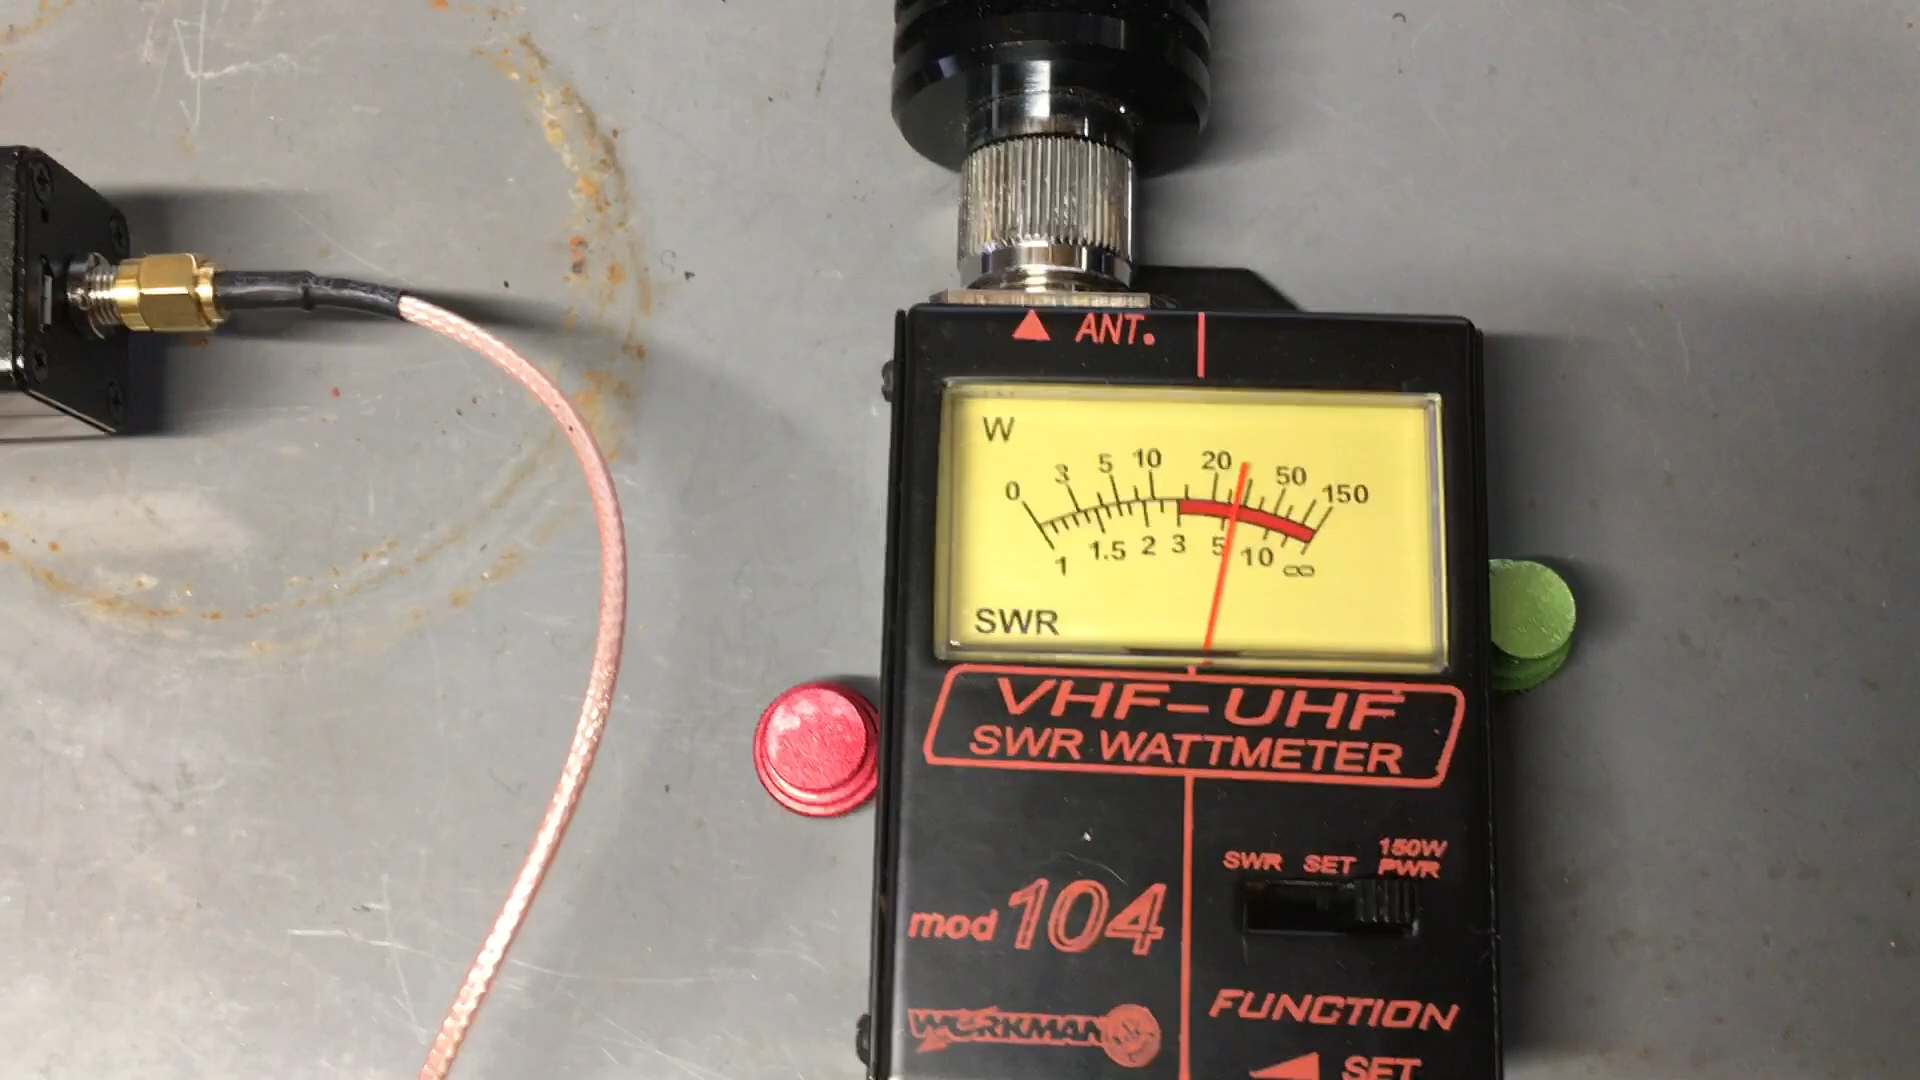 ANT.
W
0 3 5 10 20 50 150
1 1.5 2 3 5 10 ∞
SWR
VHF-UHF
SWR WATTMETER
SWR SET 150W
PWR
mod 104
WORKMAN
FUNCTION
SET